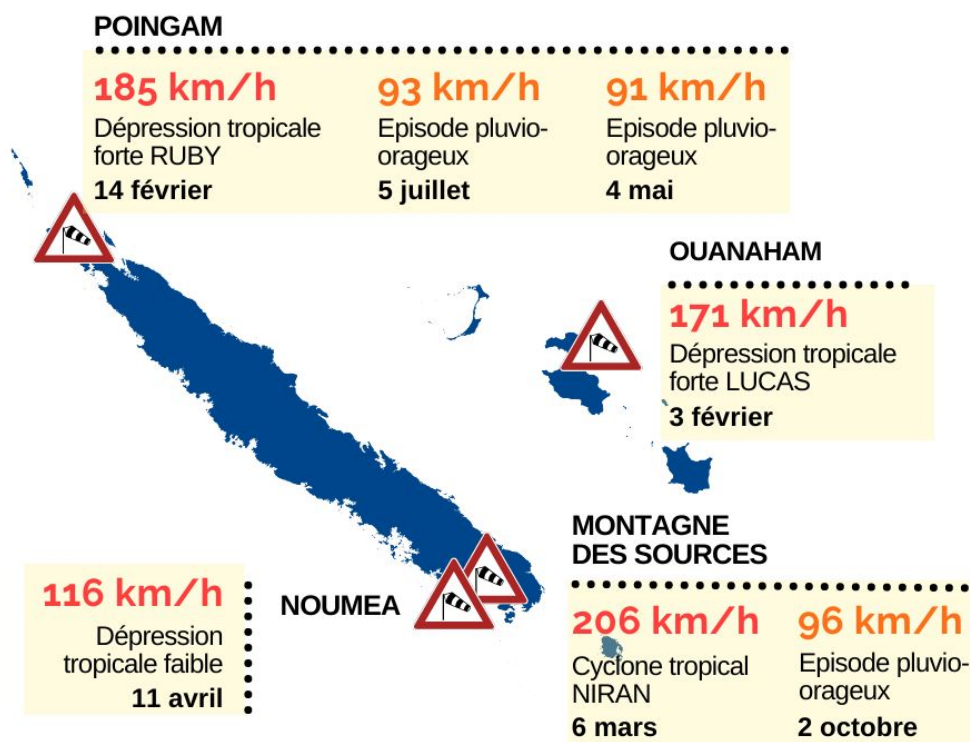 POINGAM
185 km/h
Dépression tropicale
forte RUBY
14 février
93 km/h
Episode pluvio-
orageux
5 juillet
91 km/h
Episode pluvio-
orageux
4 mai
OUANAHAM
171 km/h
Dépression tropicale
forte LUCAS
3 février
MONTAGNE
DES SOURCES
206 km/h
Cyclone tropical
NIRAN
6 mars
96 km/h
Episode pluvio-
orageux
2 octobre
NOUMEA
116 km/h
Dépression
tropicale faible
11 avril